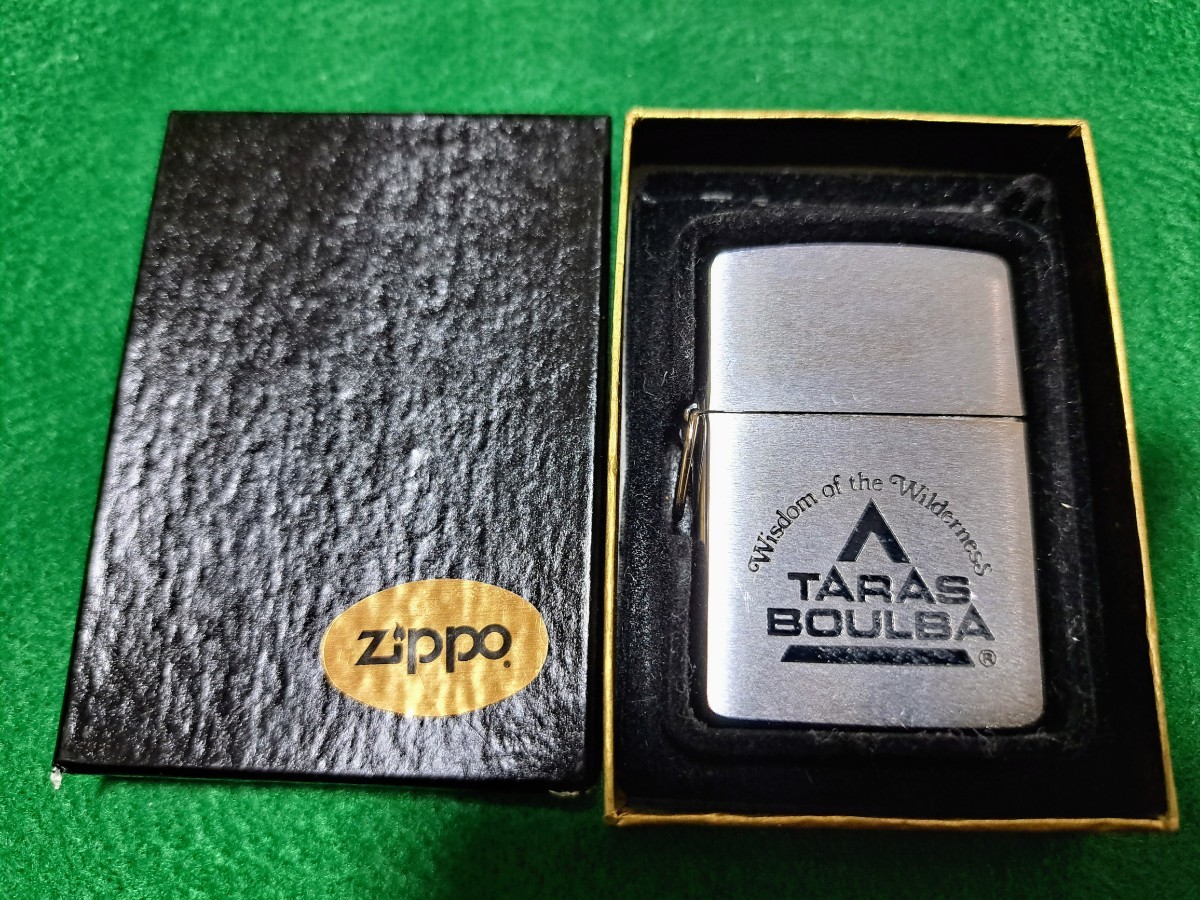 zippo
Wisdom of the Wilderness
TARAS
BOULBA
®